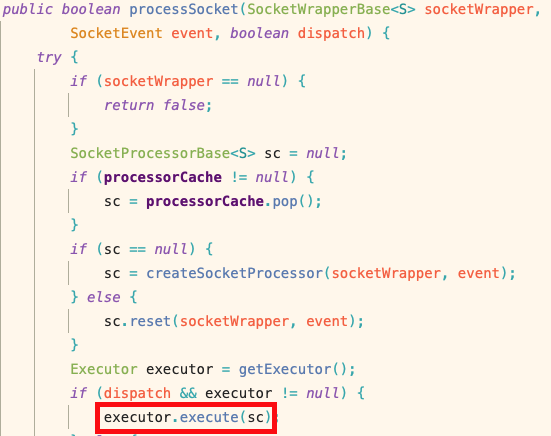 public boolean processSocket(SocketWrapperBase<S> socketWrapper,
        SocketEvent event, boolean dispatch) {
    try {
        if (socketWrapper == null) {
            return false;
        }
        SocketProcessorBase<S> sc = null;
        if (processorCache != null) {
            sc = processorCache.pop();
        }
        if (sc == null) {
            sc = createSocketProcessor(socketWrapper, event);
        } else {
            sc.reset(socketWrapper, event);
        }
        Executor executor = getExecutor();
        if (dispatch && executor != null) {
            executor.execute(sc);